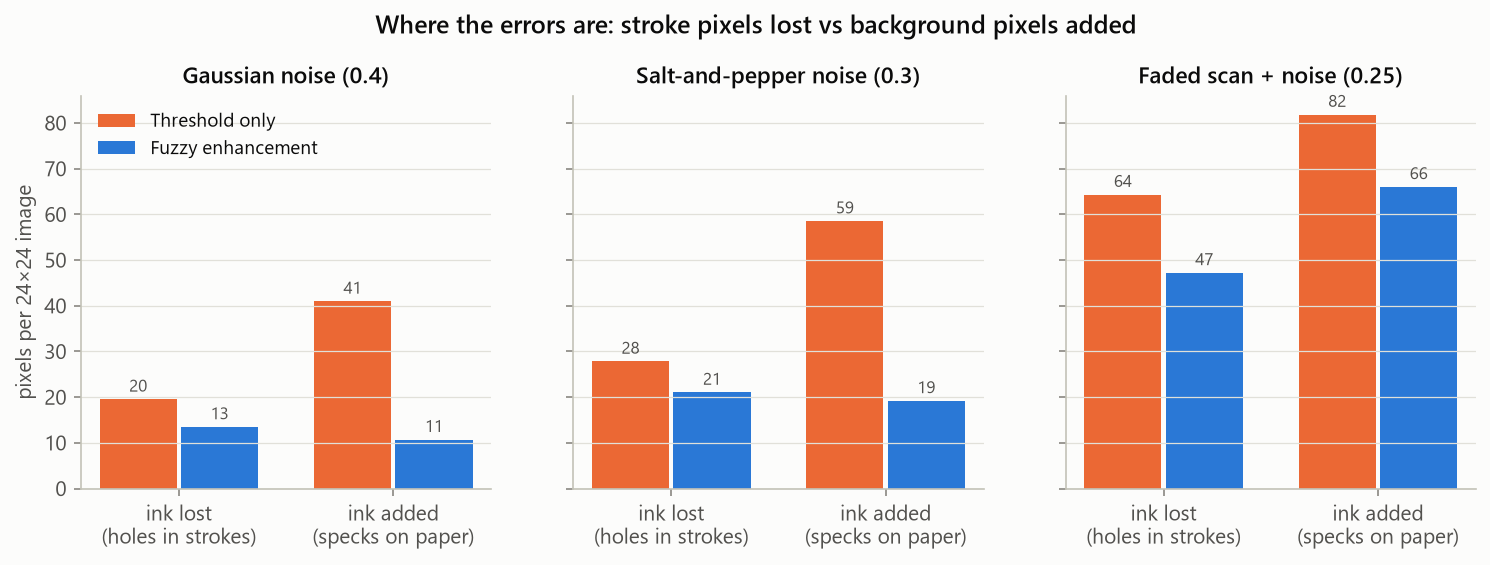 Where the errors are: stroke pixels lost vs background pixels added
Gaussian noise (0.4)
Threshold only
Fuzzy enhancement
pixels per 24×24 image
80
70
60
50
40
30
20
10
0
20
13
41
11
ink lost
(holes in strokes)
ink added
(specks on paper)
Salt-and-pepper noise (0.3)
28
21
59
19
ink lost
(holes in strokes)
ink added
(specks on paper)
Faded scan + noise (0.25)
64
47
82
66
ink lost
(holes in strokes)
ink added
(specks on paper)